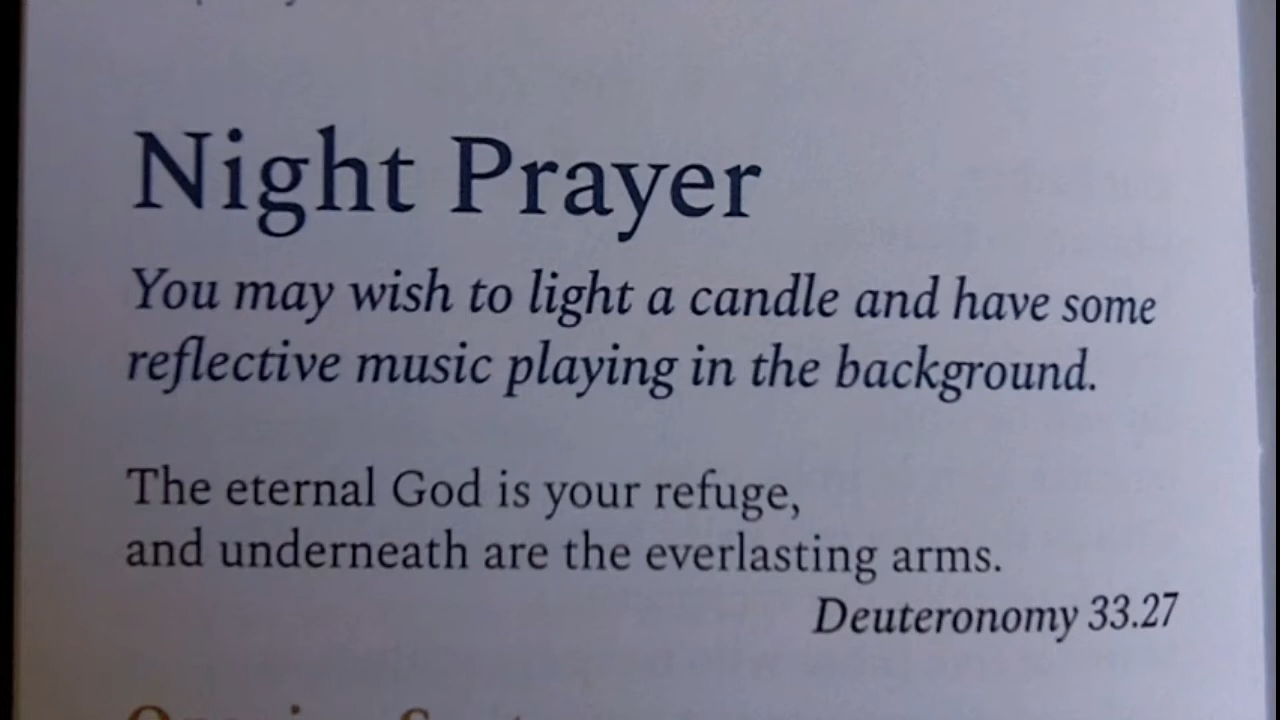 Night Prayer
You may wish to light a candle and have some
reflective music playing in the background.
The eternal God is your refuge,
and underneath are the everlasting arms.
Deuteronomy 33.27